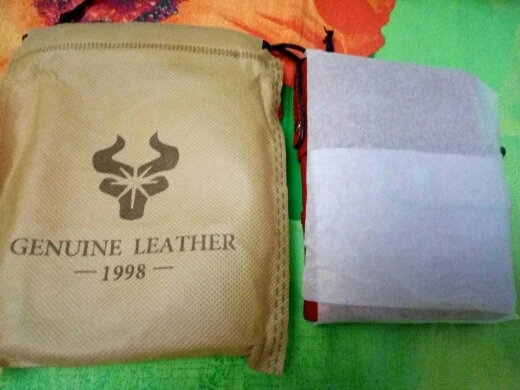 GENUINE LEATHER
— 1998 —